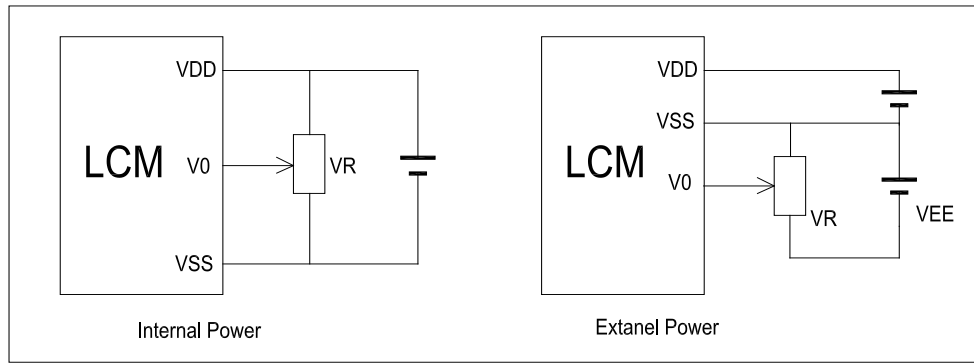 VDD
LCM
V0
VR
VSS
Internal Power
VDD
VSS
LCM
V0
VR
VEE
Extanel Power